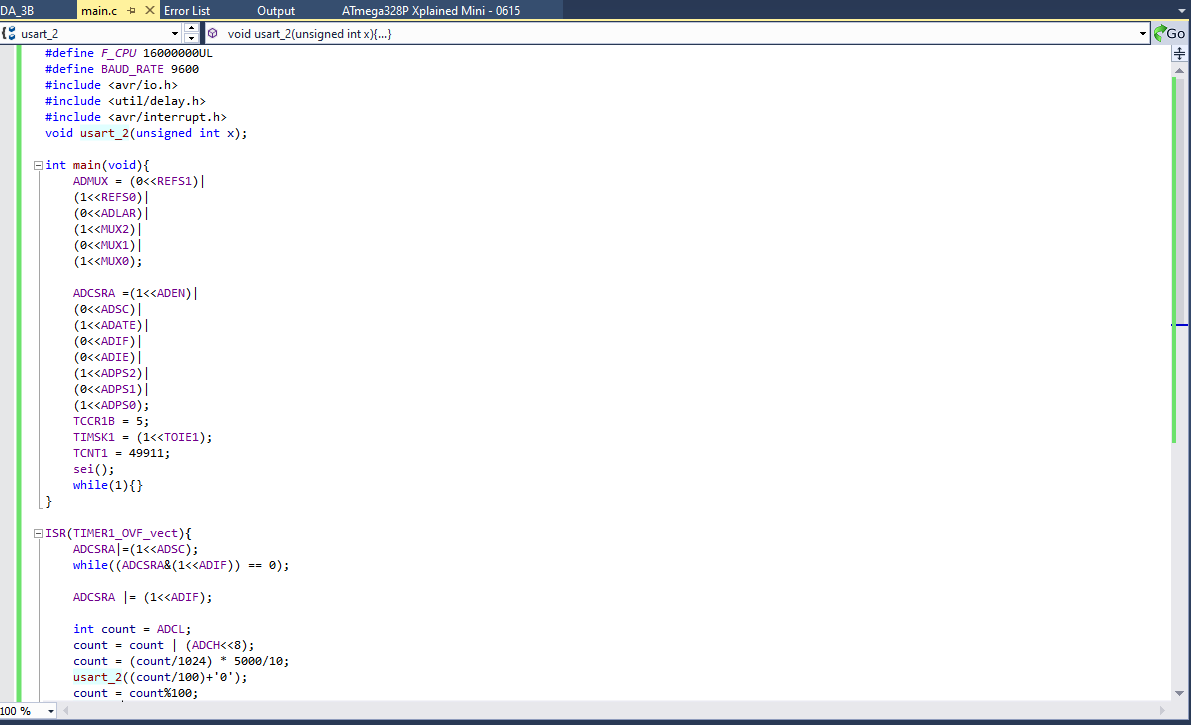 DA_3B main.c Error List Output ATmega328P Xplained Mini - 0615
usart_2 void usart_2(unsigned int x){...} Go
#define F_CPU 16000000UL
#define BAUD_RATE 9600
#include <avr/io.h>
#include <util/delay.h>
#include <avr/interrupt.h>
void usart_2(unsigned int x);
int main(void){
ADMUX = (0<<REFS1)|
(1<<REFS0)|
(0<<ADLAR)|
(1<<MUX2)|
(0<<MUX1)|
(1<<MUX0);
ADCSRA =(1<<ADEN)|
(0<<ADSC)|
(1<<ADATE)|
(0<<ADIF)|
(0<<ADIE)|
(1<<ADPS2)|
(0<<ADPS1)|
(1<<ADPS0);
TCCR1B = 5;
TIMSK1 = (1<<TOIE1);
TCNT1 = 49911;
sei();
while(1){}
}
ISR(TIMER1_OVF_vect){
ADCSRA|=(1<<ADSC);
while((ADCSRA&(1<<ADIF)) == 0);
ADCSRA |= (1<<ADIF);
int count = ADCL;
count = count | (ADCH<<8);
count = (count/1024) * 5000/10;
usart_2((count/100)+'0');
count = count%100;
100 %